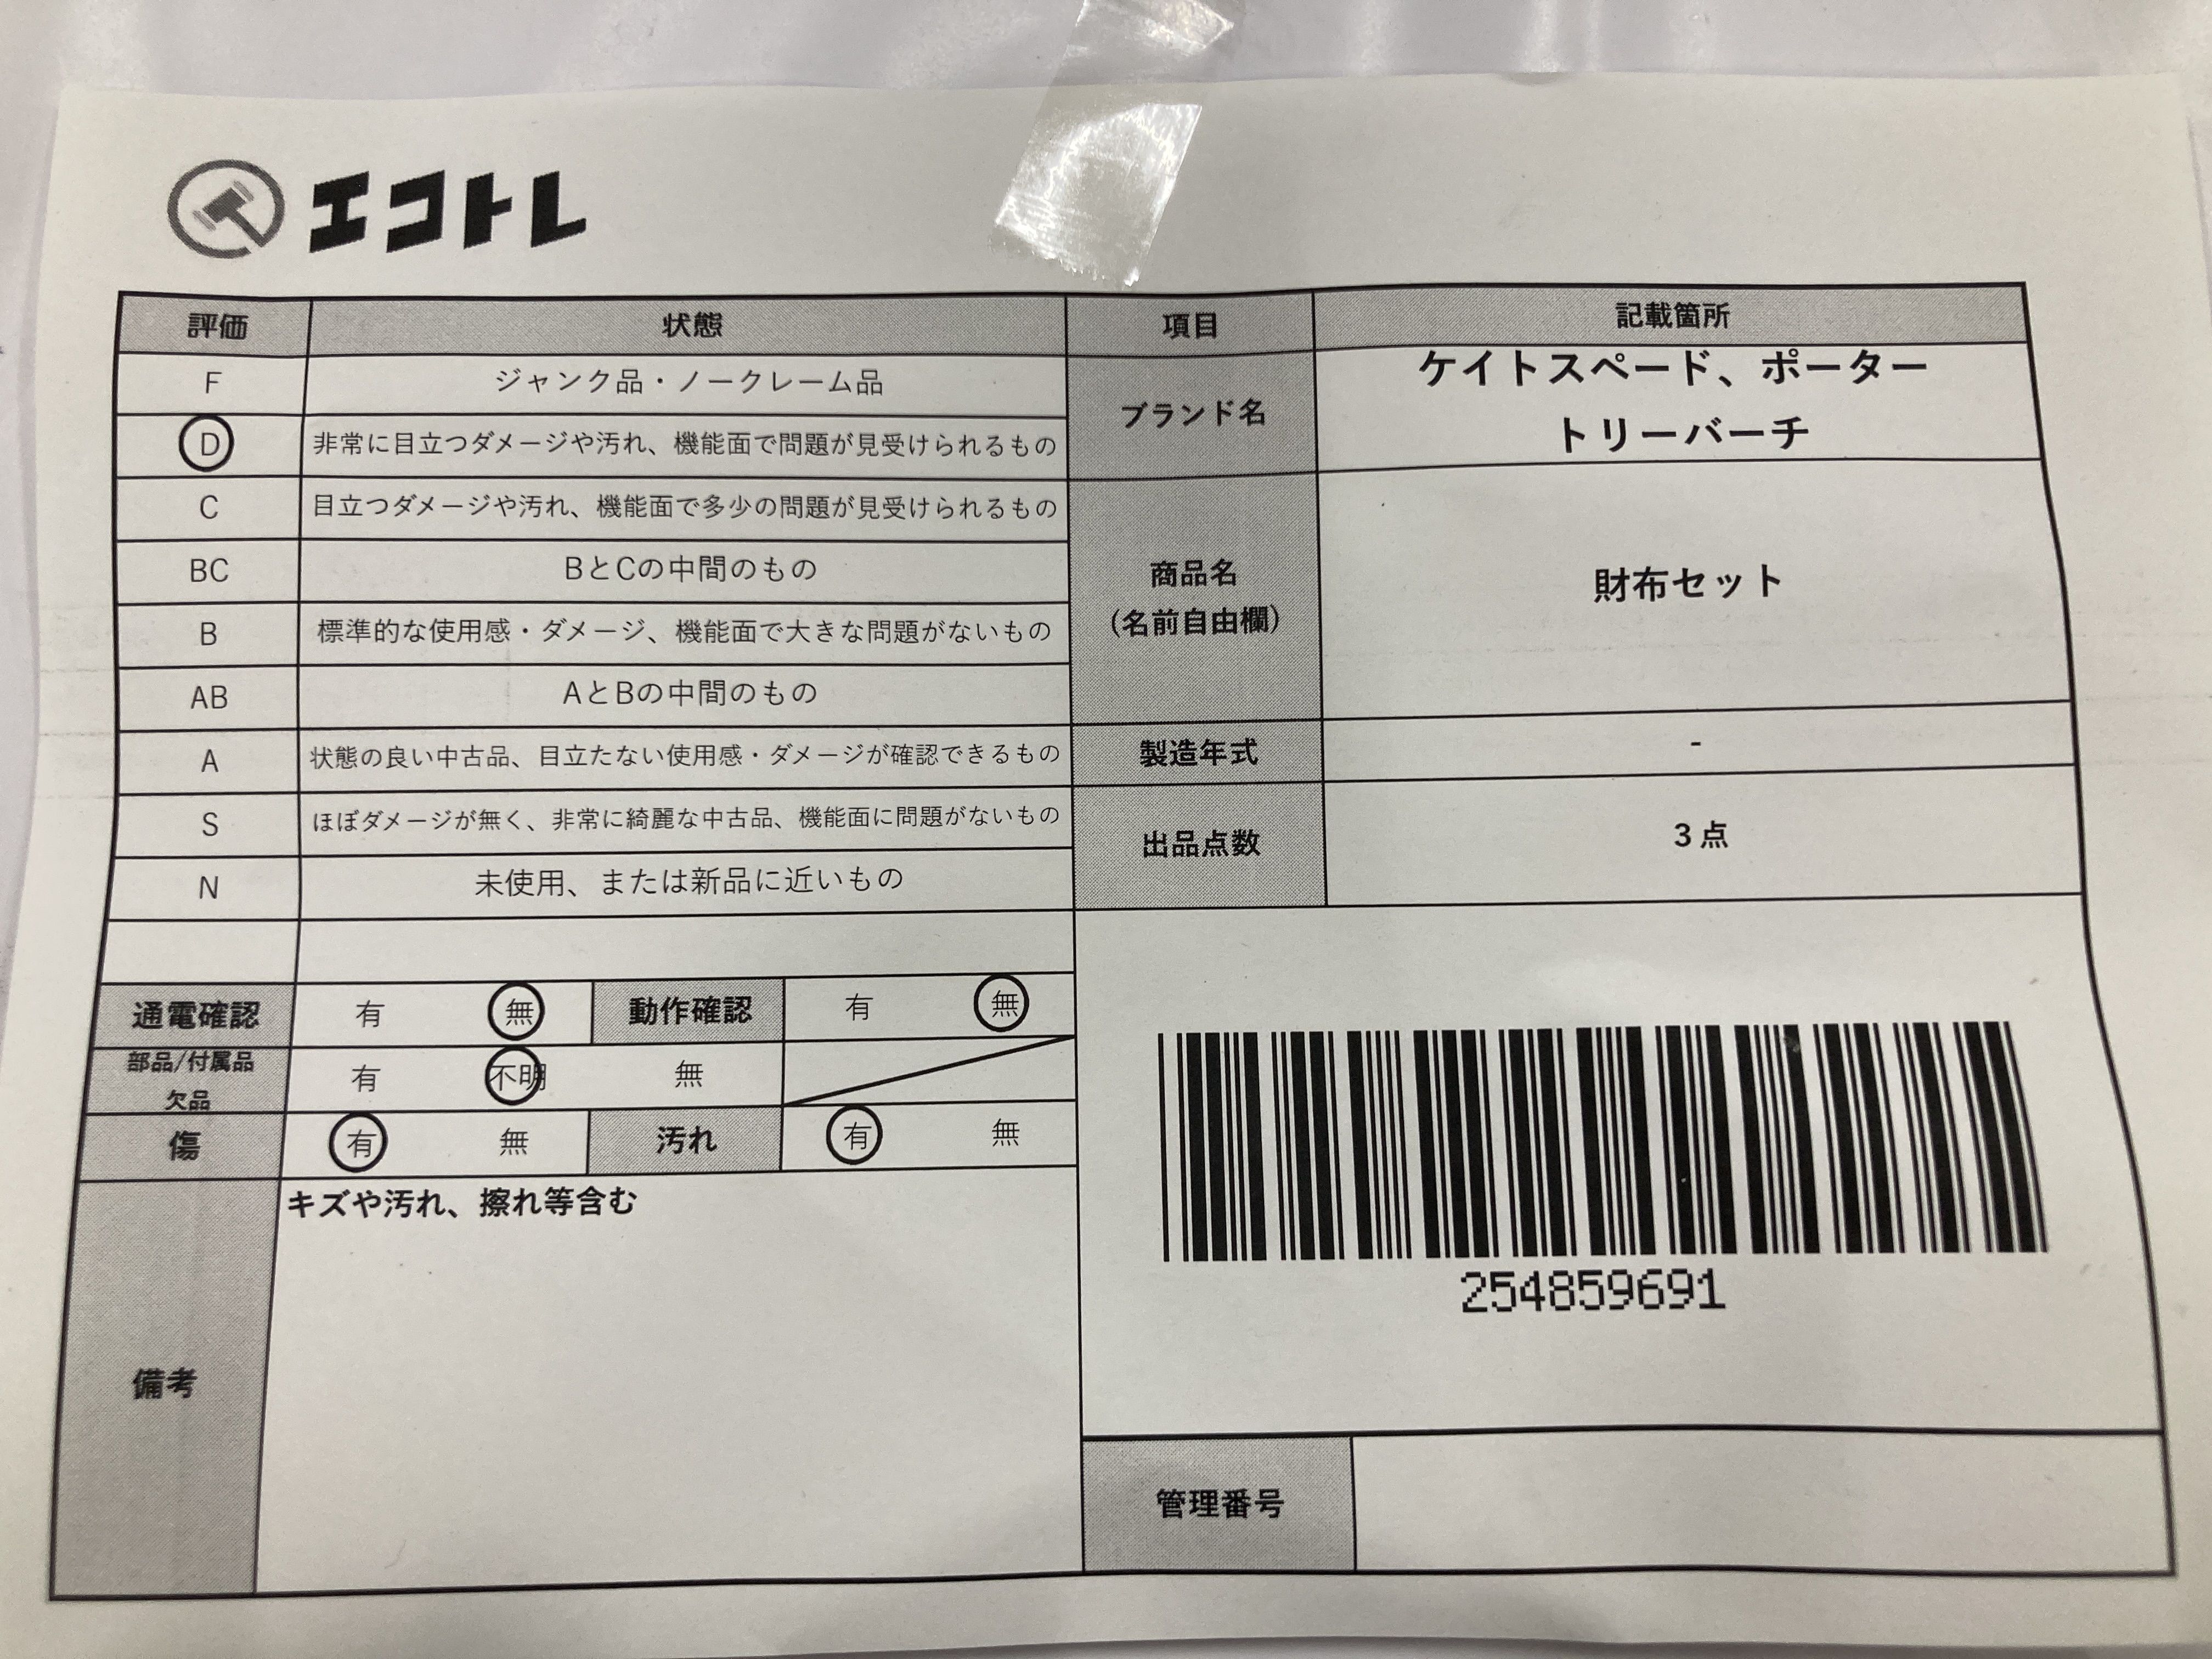 エコトレ
評価 状態 項目 記載箇所
F ジャンク品・ノークレーム品
D 非常に目立つダメージや汚れ、機能面で問題が見受けられるもの
C 目立つダメージや汚れ、機能面で多少の問題が見受けられるもの
BC BとCの中間のもの
B 標準的な使用感・ダメージ、機能面で大きな問題がないもの
AB AとBの中間のもの
A 状態の良い中古品、目立たない使用感・ダメージが確認できるもの
S ほぼダメージが無く、非常に綺麗な中古品、機能面に問題がないもの
N 未使用、または新品に近いもの
ブランド名 ケイトスペード、ポーター
トリーバーチ
商品名
(名前自由欄)
財布セット
製造年式 -
出品点数 3点
通電確認 有 無 動作確認 有 無
部品/付属品
欠品
有 不明 無
傷 有 無 汚れ 有 無
備考 キズや汚れ、擦れ等含む
254859691
管理番号